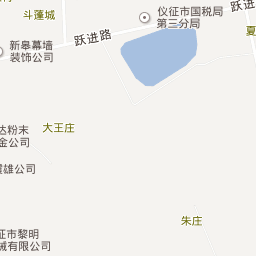 斗蓬城
仪征市国税局
第三分局
跃进
夏
跃进路
新皋幕墙
装饰公司
达粉末
金公司
大王庄
雄公司
朱庄
征市黎明
械有限公司